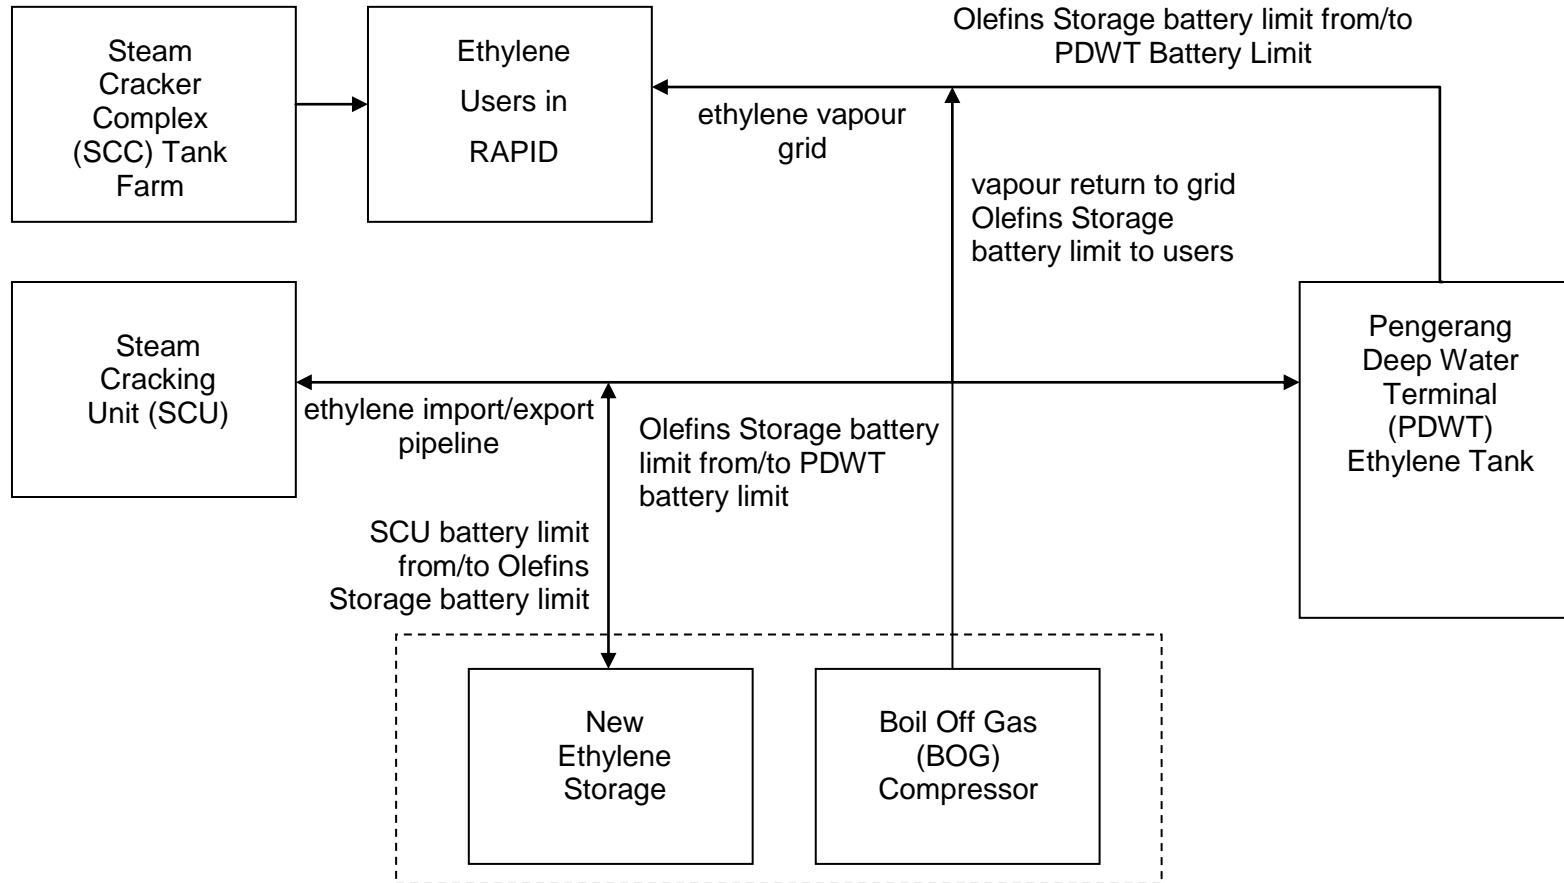 Olefins Storage battery limit from/to
PDWT Battery Limit
Steam
Cracker
Complex
(SCC) Tank
Farm
Ethylene
Users in
RAPID
ethylene vapour
grid
vapour return to grid
Olefins Storage
battery limit to users
Steam
Cracking
Unit (SCU)
ethylene import/export
pipeline
Olefins Storage battery
limit from/to PDWT
battery limit
Pengerang
Deep Water
Terminal
(PDWT)
Ethylene Tank
SCU battery limit
from/to Olefins
Storage battery limit
New
Ethylene
Storage
Boil Off Gas
(BOG)
Compressor